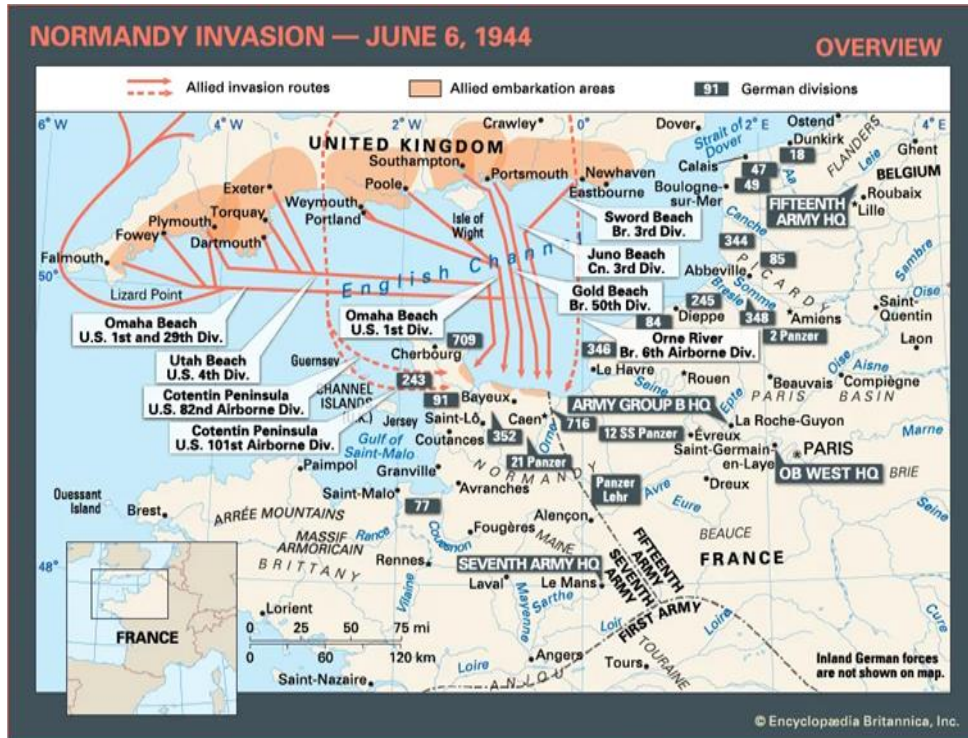 NORMANDY INVASION — JUNE 6, 1944
OVERVIEW
Allied invasion routes
Allied embarkation areas
91 German divisions
6° W
4° W
2° W
0°
2° E
4° E
50°
48°
UNITED KINGDOM
Crawley
Dover
Strait of
Dover
Ostend
Dunkirk
18
FLANDERS
Leie
Ghent
BELGIUM
Calais
47
Aa
Southampton
Portsmouth
Newhaven
Eastbourne
Boulogne-
sur-Mer
49
FIFTEENTH
ARMY HQ
Roubaix
Lille
Exeter
Poole
Weymouth
Portland
Isle of
Wight
Torquay
Plymouth
Fowey
Dartmouth
Falmouth
Lizard Point
English Channel
Sword Beach
Br. 3rd Div.
Juno Beach
Cn. 3rd Div.
Gold Beach
Br. 50th Div.
Orne River
Br. 6th Airborne Div.
Omaha Beach
U.S. 1st and 29th Div.
Omaha Beach
U.S. 1st Div.
Utah Beach
U.S. 4th Div.
Cotentin Peninsula
U.S. 82nd Airborne Div.
Cotentin Peninsula
U.S. 101st Airborne Div.
Canche
344
85
Abbeville
PICARDY
Somme
Bresle
245
Dieppe
348
Amiens
84
2 Panzer
Sambre
Oise
Saint-
Quentin
Laon
346
Le Havre
Seine
Rouen
Epte
Beauvais
Oise
Aisne
Compiègne
PARIS
BASIN
Guernsey
CHANNEL
ISLANDS
Jersey
Cherbourg
709
243
91
Bayeux
Saint-Lô
Caen
Coutances
352
21 Panzer
Orne
716
12 SS Panzer
ARMY GROUP B HQ
La Roche-Guyon
Évreux
Saint-Germain-
en-Laye
PARIS
OB WEST HQ
Marne
BRIE
Seine
Gulf of
Saint-Malo
Granville
Paimpol
Saint-Malo
Avranches
NORMANDY
Panzer
Lehr
Avre
Eure
Dreux
Ouessant
Island
Brest
ARRÉE MOUNTAINS
MASSIF
ARMORICAIN
BRITTANY
Rance
77
Couesnon
Fougères
Alençon
MAINE
BEAUCE
FRANCE
Rennes
SEVENTH ARMY HQ
Laval
Le Mans
Mayenne
Sarthe
Vilaine
FIFTEENTH
ARMY
SEVENTH
ARMY
FIRST ARMY
Loir
Loire
Cure
Lorient
0 25 50 75 mi
0 60 120 km
Saint-Nazaire
Loire
Angers
ANJOU
Tours
TOURAINE
FRANCE
Inland German forces
are not shown on map.
© Encyclopædia Britannica, Inc.